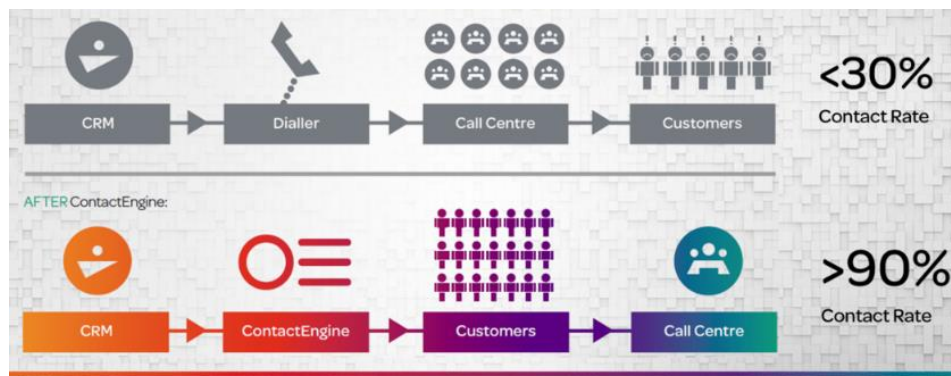 CRM
Dialler
Call Centre
Customers
<30%
Contact Rate
AFTER ContactEngine:
CRM
ContactEngine
Customers
Call Centre
>90%
Contact Rate